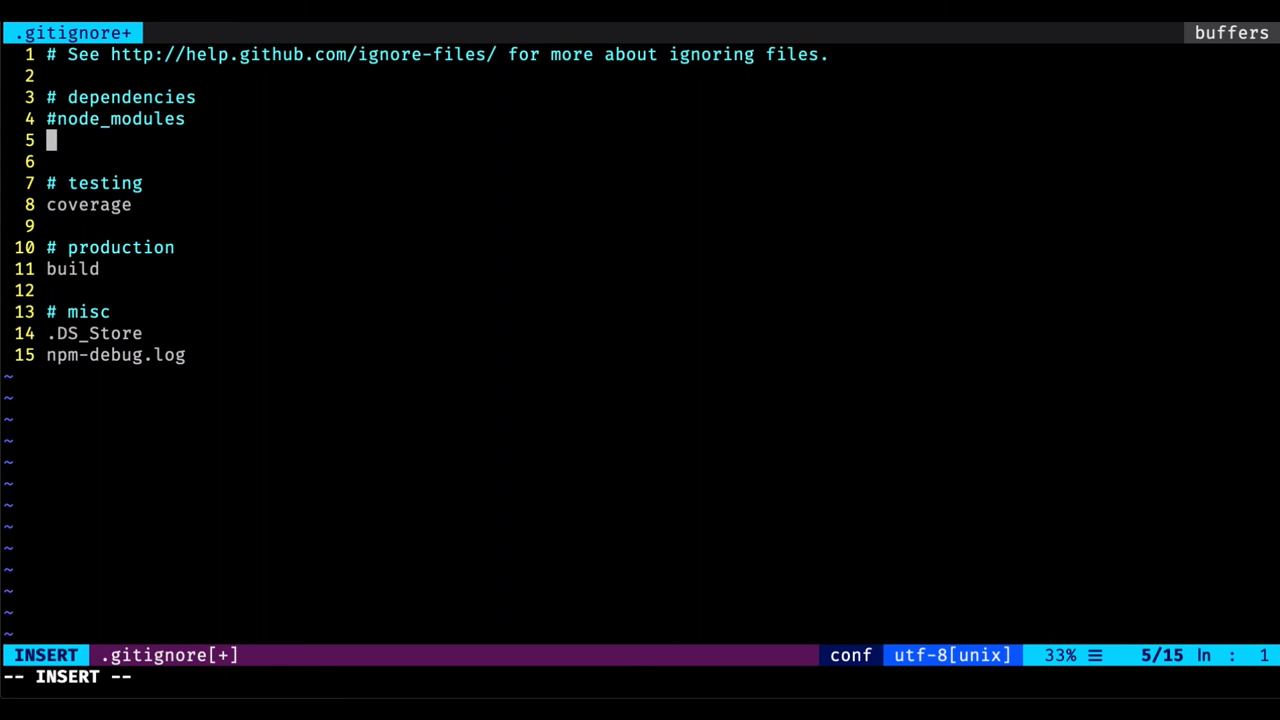 .gitignore+ buffers
1 # See http://help.github.com/ignore-files/ for more about ignoring files.
2
3 # dependencies
4 #node_modules
5
6
7 # testing
8 coverage
9
10 # production
11 build
12
13 # misc
14 .DS_Store
15 npm-debug.log
~
~
~
~
~
~
~
~
~
~
~
~
~
INSERT .gitignore[+] conf utf-8[unix] 33% ☰ 5/15 ln : 1
-- INSERT --